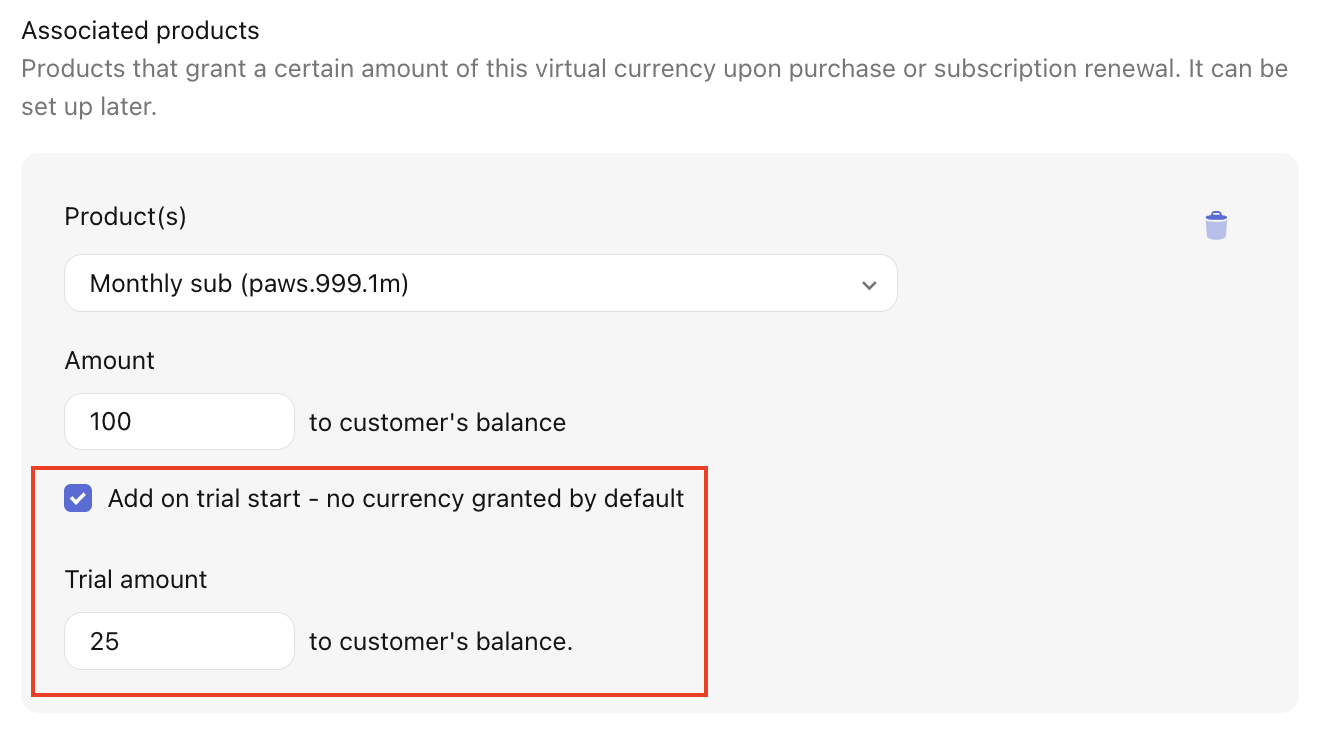 Associated products
Products that grant a certain amount of this virtual currency upon purchase or subscription renewal. It can be
set up later.
Product(s)
Monthly sub (paws.999.1m)
Amount
100 to customer's balance
Add on trial start - no currency granted by default
Trial amount
25 to customer's balance.